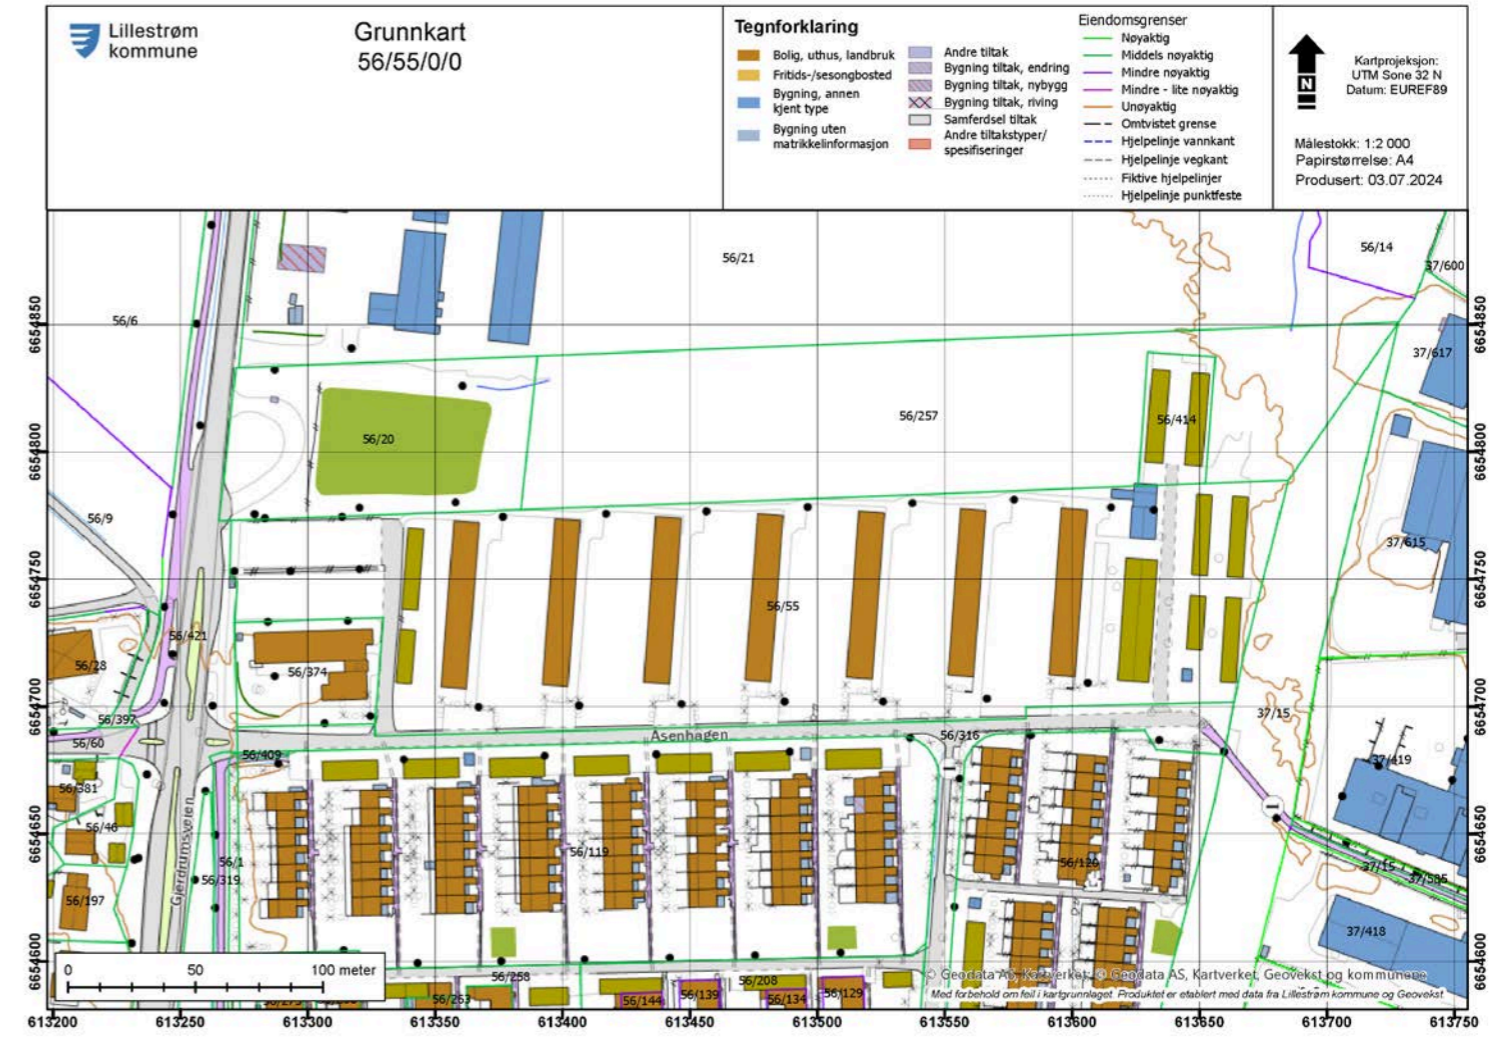 Lillestrøm
kommune
Grunnkart
56/55/0/0
Tegnforklaring
Bolig, uthus, landbruk
Fritids-/sesongbosted
Bygning, annen
kjent type
Bygning uten
matrikkelinformasjon
Andre tiltak
Bygning tiltak, endring
Bygning tiltak, nybygg
Bygning tiltak, riving
Samferdsel tiltak
Andre tiltakstyper/
spesifiseringer
Eiendomsgrenser
Nøyaktig
Middels nøyaktig
Mindre nøyaktig
Mindre - lite nøyaktig
Unøyaktig
Omtvistet grense
Hjelpelinje vannkant
Hjelpelinje vegkant
Fiktive hjelpelinjer
Hjelpelinje punktfeste
N
Kartprojeksjon:
UTM Sone 32 N
Datum: EUREF89
Målestokk: 1:2 000
Papirstørrelse: A4
Produsert: 03.07.2024
56/21
56/14
37/600
56/6
6654850
6654850
37/617
56/257
56/414
56/20
6654800
6654800
56/9
37/615
6654750
6654750
56/55
56/421
56/28
56/374
6654700
6654700
56/397
37/15
56/60
Åsenhagen
56/316
56/409
37/419
56/381
56/46
6654650
6654650
Gjerdrumsveien
56/1
56/119
56/120
56/319
37/15
37/585
56/197
37/418
6654600
6654600
0 50 100 meter
56/258
56/208
56/263
56/144
56/139
56/134
56/129
© Geodata AS, Kartverket, © Geodata AS, Kartverket, Geovekst og kommunene
Med forbehold om feil i kartgrunnlaget. Produktet er etablert med data fra Lillestrøm kommune og Geovekst.
613200 613250 613300 613350 613400 613450 613500 613550 613600 613650 613700 613750